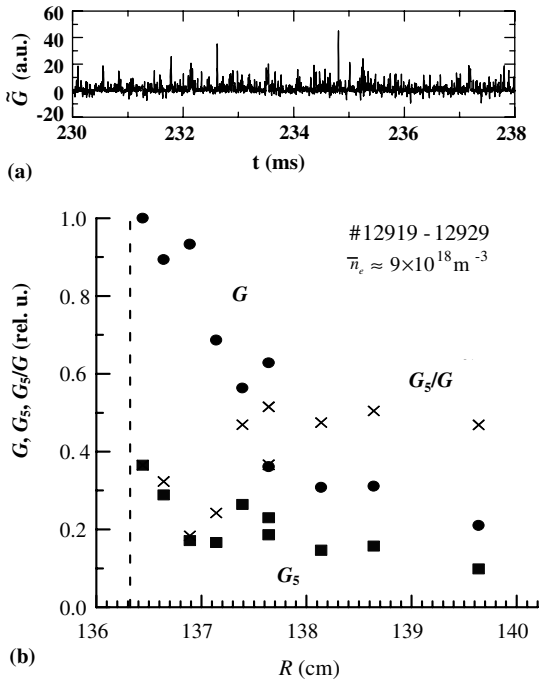 60
40
20
0
-20
G̃ (a.u.)
230 232 234 236 238
t (ms)
(a)
1.0
0.8
0.6
0.4
0.2
0.0
G, G₅, G₅/G (rel. u.)
#12919 - 12929
n̅ₑ ≈ 9×10¹⁸m⁻³
G
G₅/G
G₅
136 137 138 139 140
R (cm)
(b)